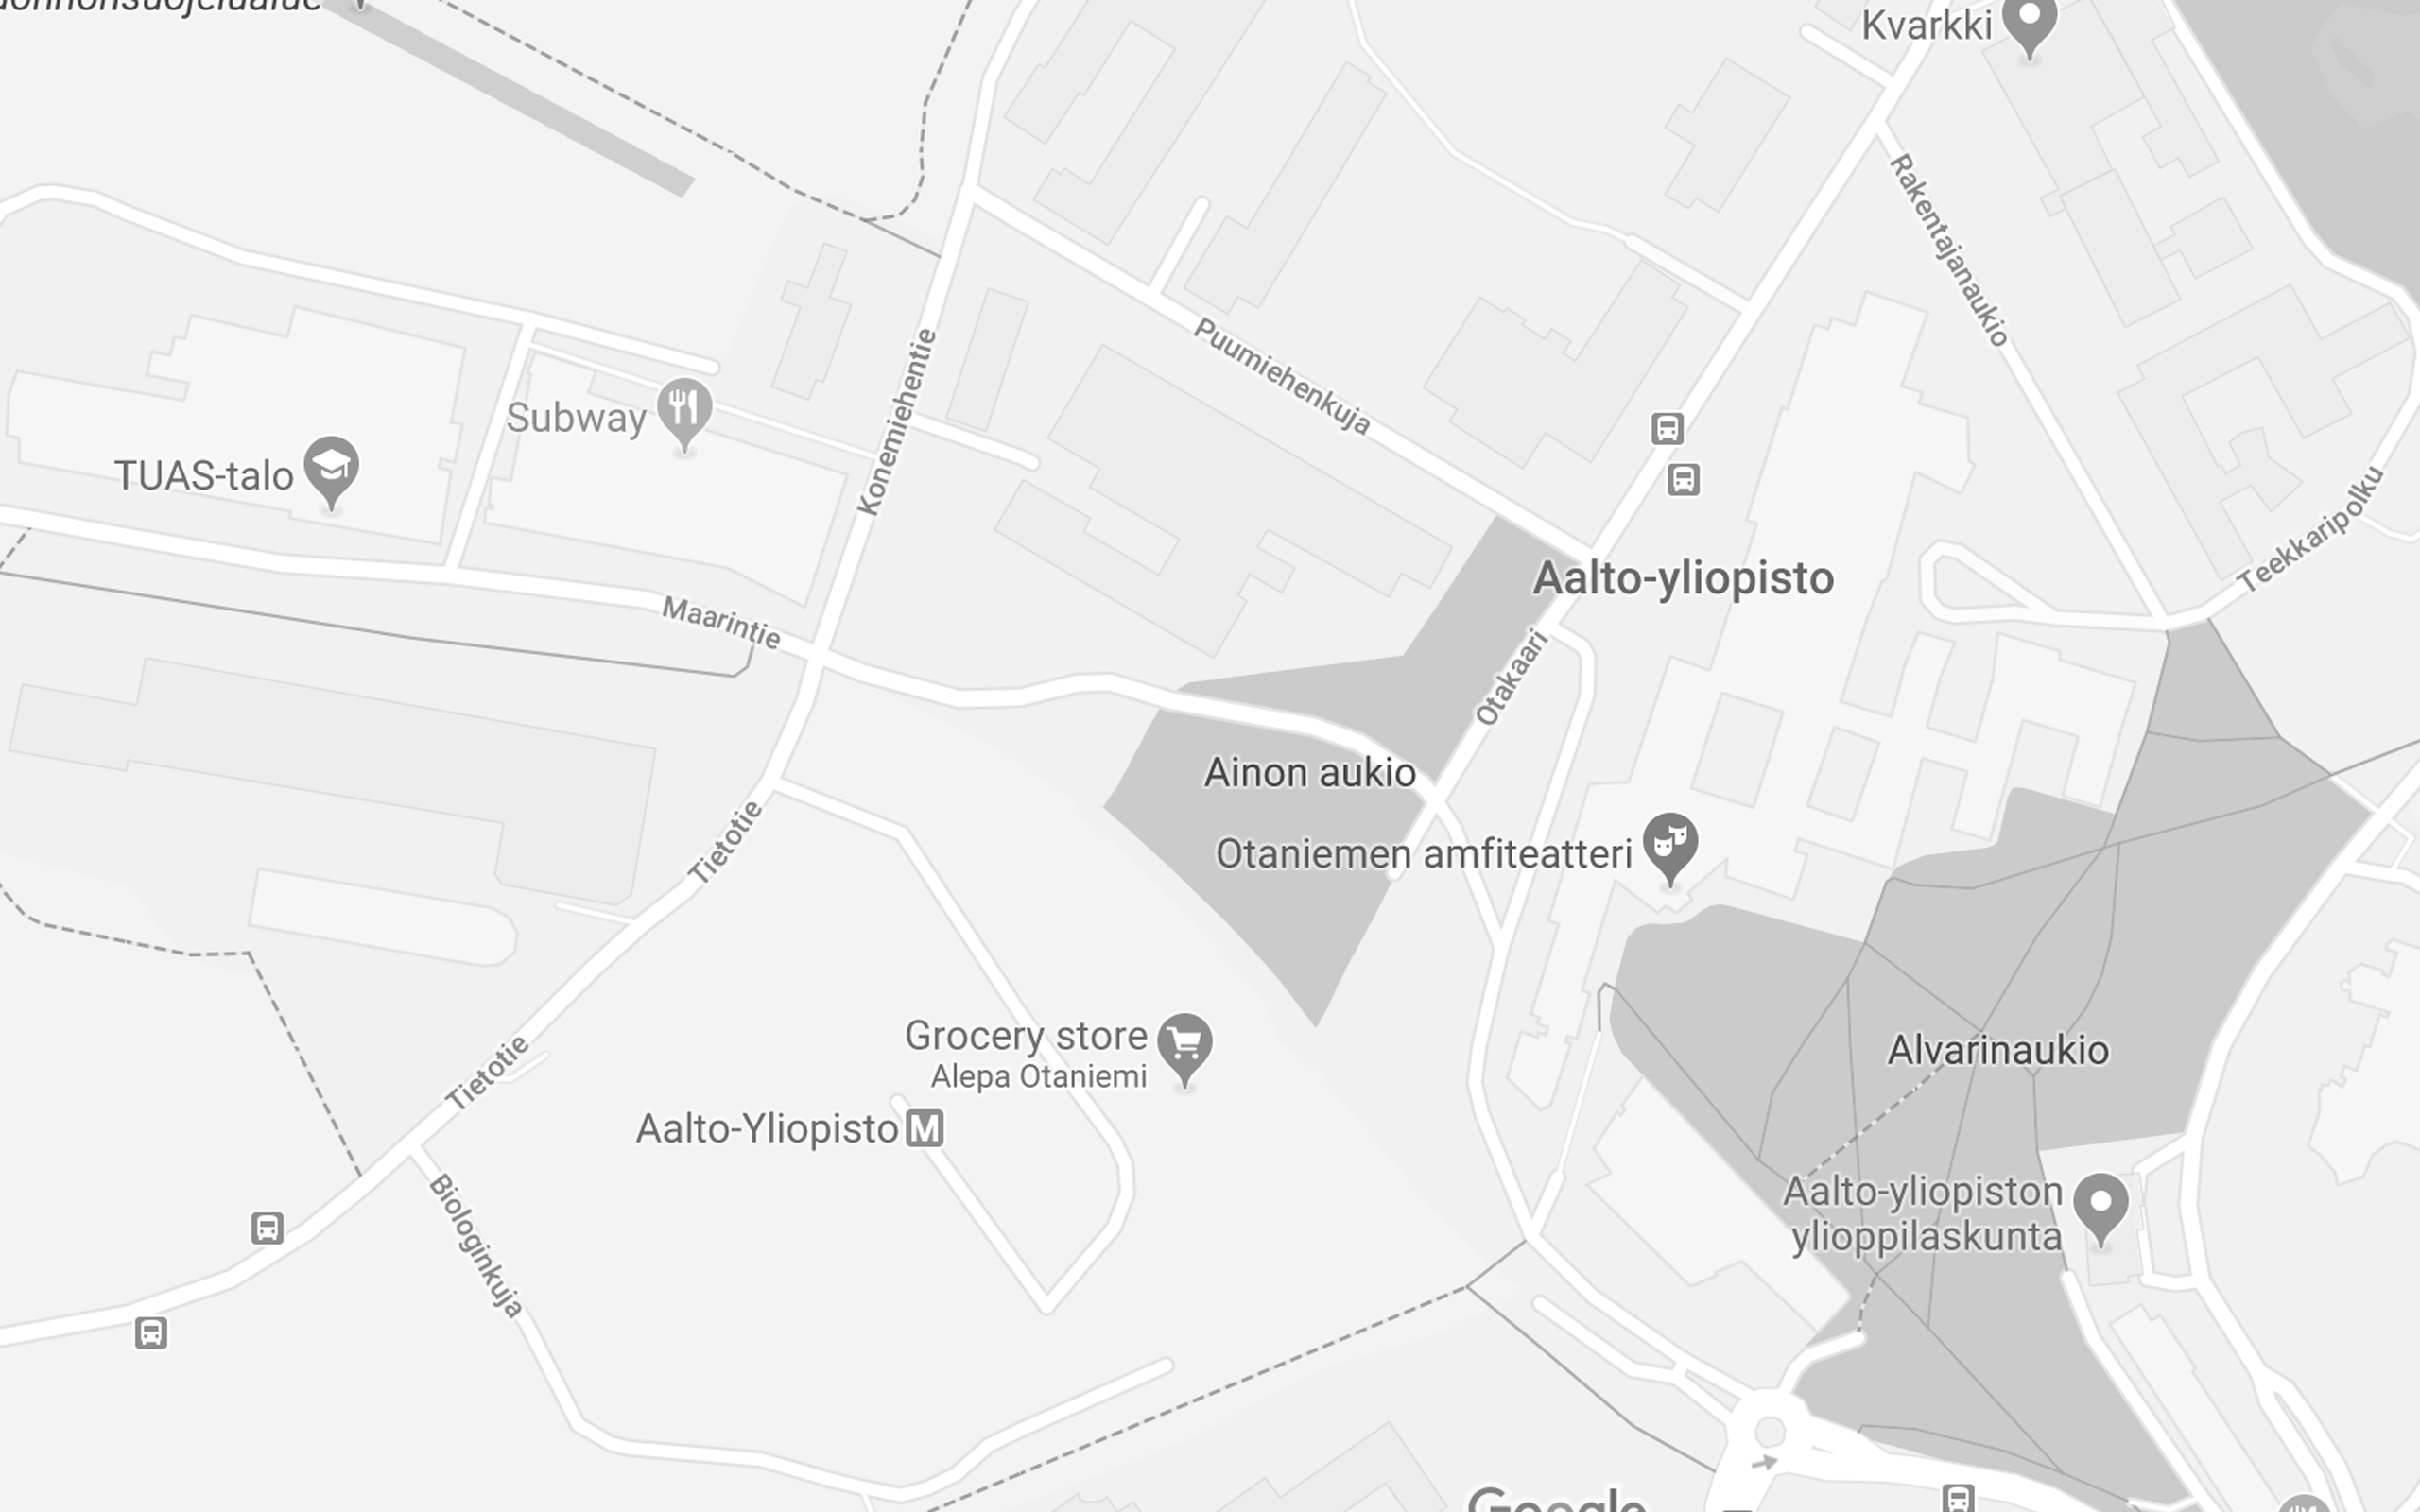 Kvarkki
Rakentajanaukio
Puumiehenkuja
Konemiehentie
Subway
TUAS-talo
Teekkaripolku
Aalto-yliopisto
Maarintie
Otakaari
Ainon aukio
Otaniemen amfiteatteri
Tietotie
Grocery store
Alepa Otaniemi
Alvarinaukio
Tietotie
Aalto-Yliopisto M
Aalto-yliopiston
ylioppilaskunta
Biologinkuja
Google